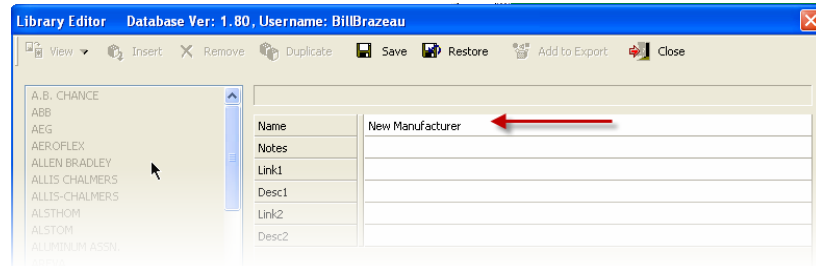 Library Editor Database Ver: 1.80, Username: BillBrazeau
View Insert Remove Duplicate Save Restore Add to Export Close
A.B. CHANCE
ABB
AEG
AEROFLEX
ALLEN BRADLEY
ALLIS CHALMERS
ALLIS-CHALMERS
ALSTHOM
ALSTOM
ALUMINUM ASSN.
Name New Manufacturer
Notes
Link1
Desc1
Link2
Desc2